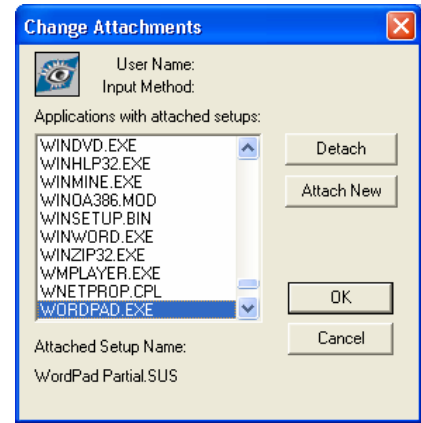 Change Attachments
User Name:
Input Method:
Applications with attached setups:
WINDVD.EXE
WINHLP32.EXE
WINMINE.EXE
WINOA386.MOD
WINSETUP.BIN
WINWORD.EXE
WINZIP32.EXE
WMPLAYER.EXE
WNETPROP.CPL
WORDPAD.EXE
Detach
Attach New
OK
Cancel
Attached Setup Name:
WordPad Partial.SUS